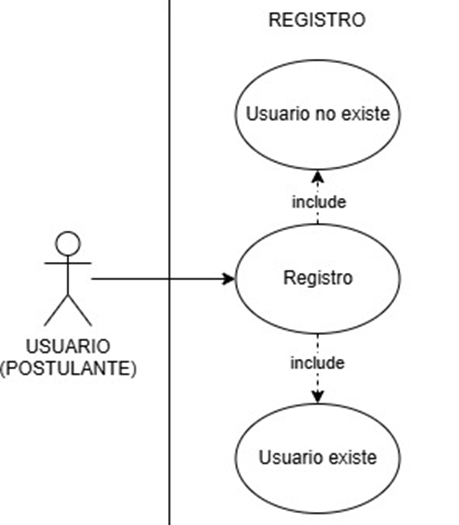 REGISTRO
Usuario no existe
include
Registro
USUARIO
(POSTULANTE)
include
Usuario existe